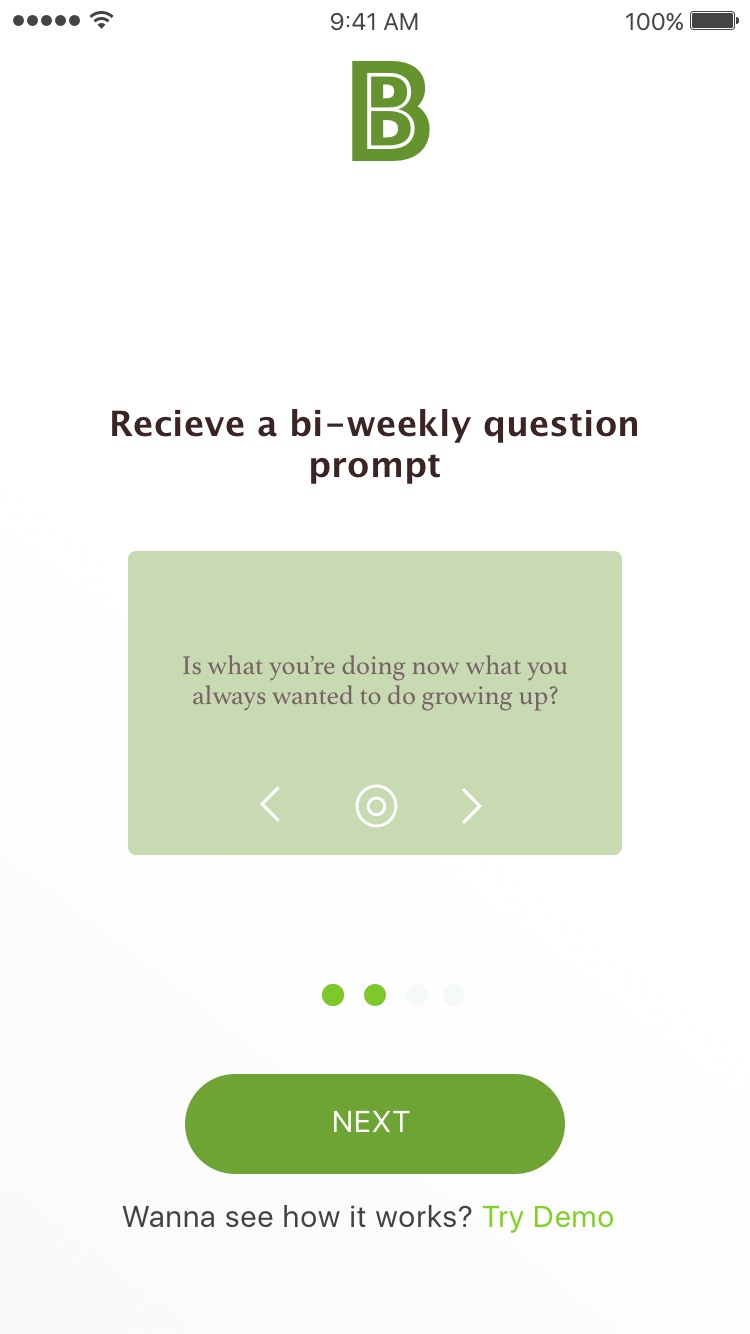 9:41 AM 100%
B
Recieve a bi-weekly question
prompt
Is what you’re doing now what you
always wanted to do growing up?
NEXT
Wanna see how it works? Try Demo